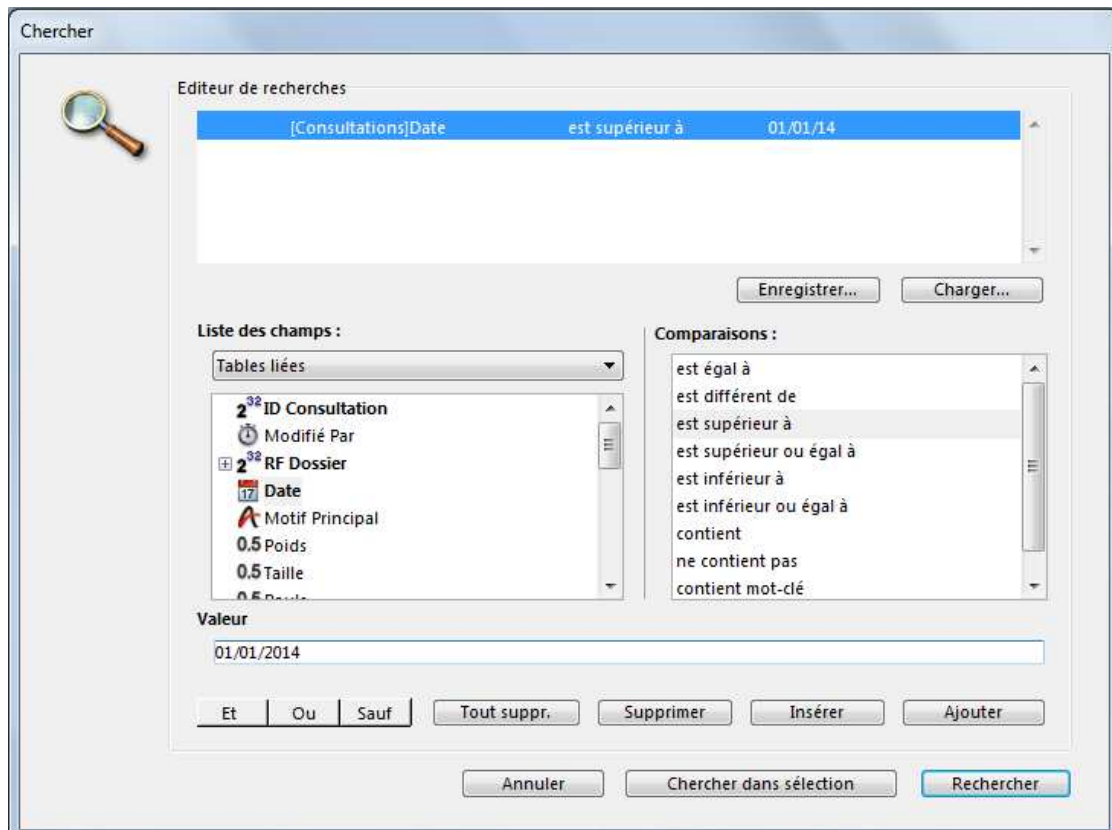 Chercher
Editeur de recherches
[Consultations]Date est supérieur à 01/01/14
Enregistrer... Charger...
Liste des champs :
Tables liées
2³² ID Consultation
Modifié Par
2³² RF Dossier
17 Date
Motif Principal
0.5 Poids
0.5 Taille
Comparaisons :
est égal à
est différent de
est supérieur à
est supérieur ou égal à
est inférieur à
est inférieur ou égal à
contient
ne contient pas
contient mot-clé
Valeur
01/01/2014
Et Ou Sauf Tout suppr. Supprimer Insérer Ajouter
Annuler Chercher dans sélection Rechercher